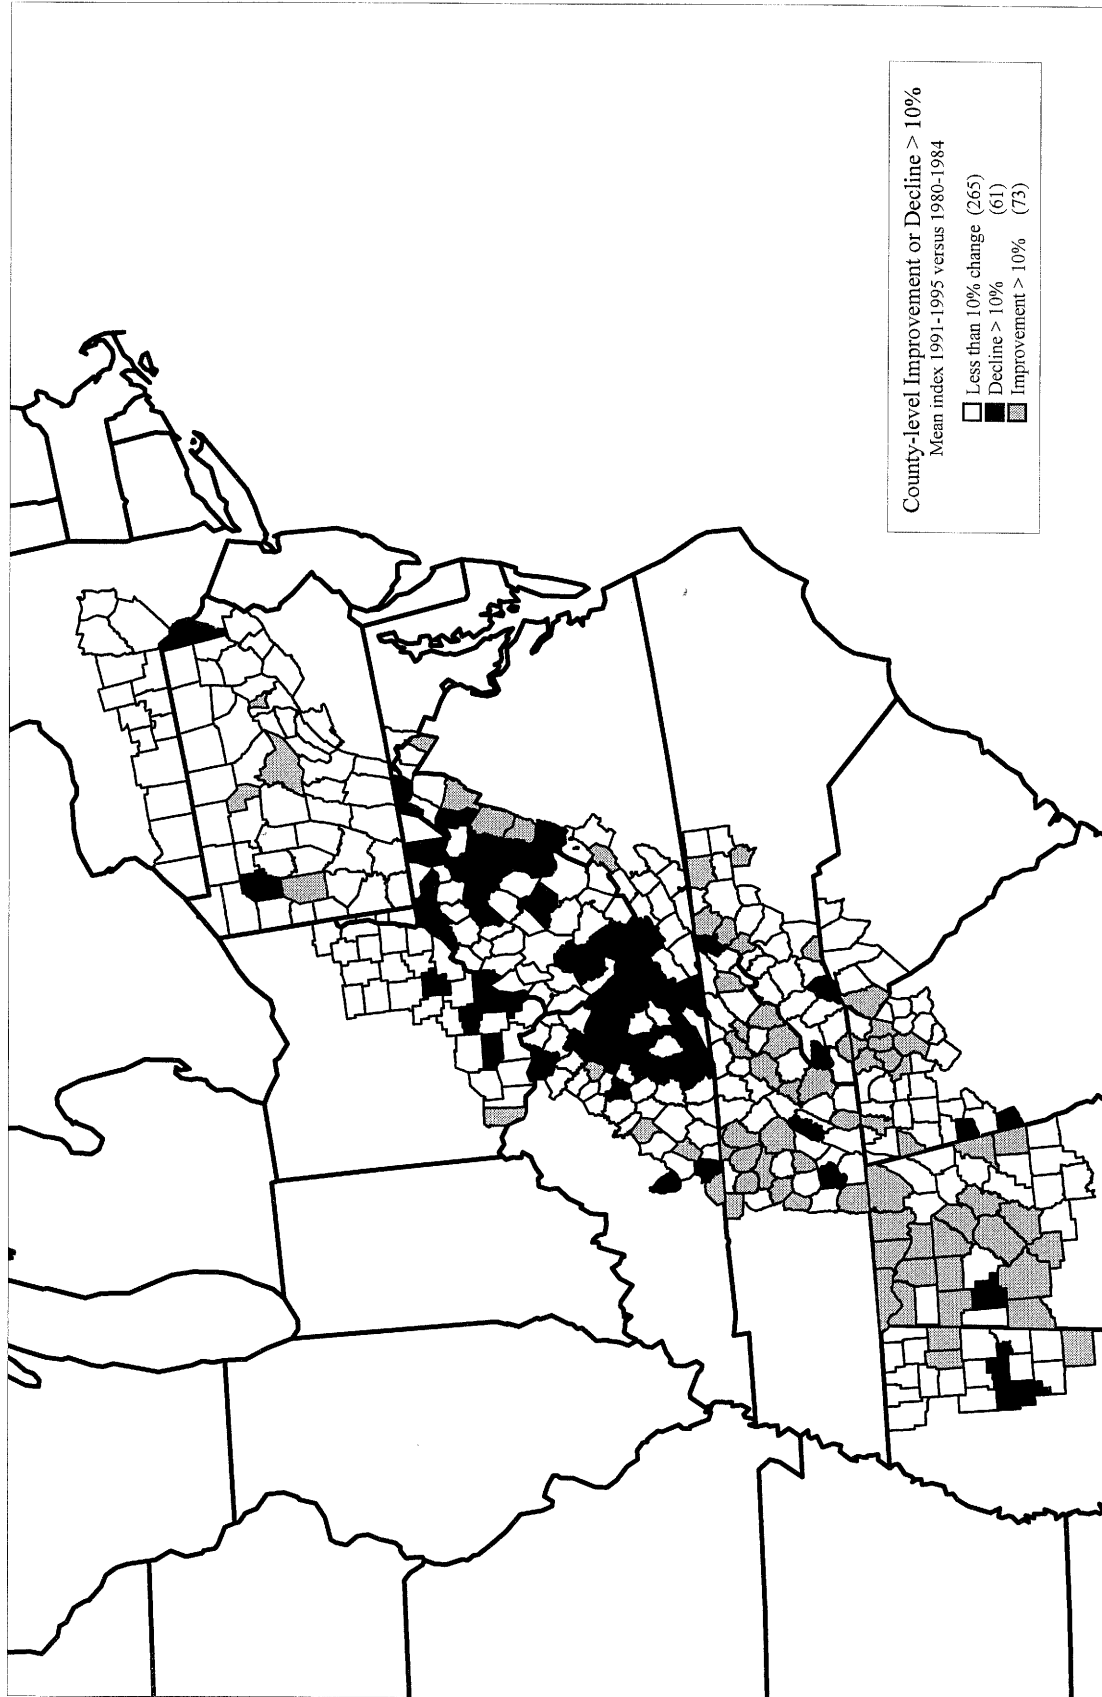 County-level Improvement or Decline > 10%
Mean index 1991-1995 versus 1980-1984
Less than 10% change (265)
Decline > 10% (61)
Improvement > 10% (73)